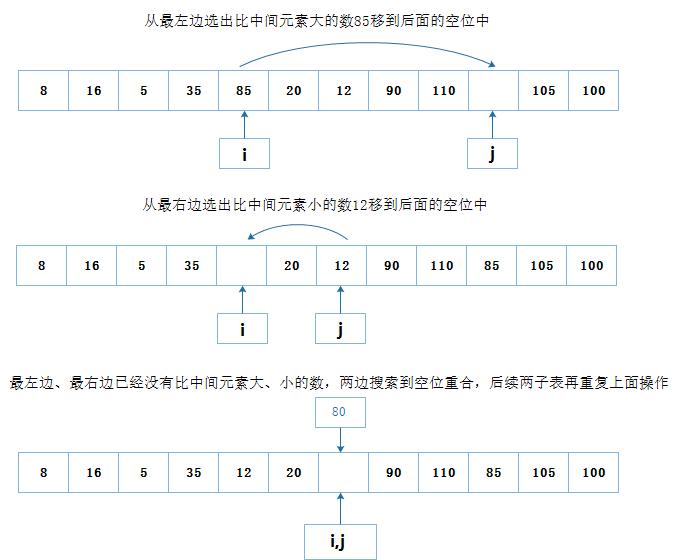 从最左边选出比中间元素大的数85移到后面的空位中
8 16 5 35 85 20 12 90 110 105 100
i j
从最右边选出比中间元素小的数12移到后面的空位中
8 16 5 35 20 12 90 110 85 105 100
i j
最左边、最右边已经没有比中间元素大、小的数，两边搜索到空位重合，后续两子表再重复上面操作
80
8 16 5 35 12 20 90 110 85 105 100
i,j